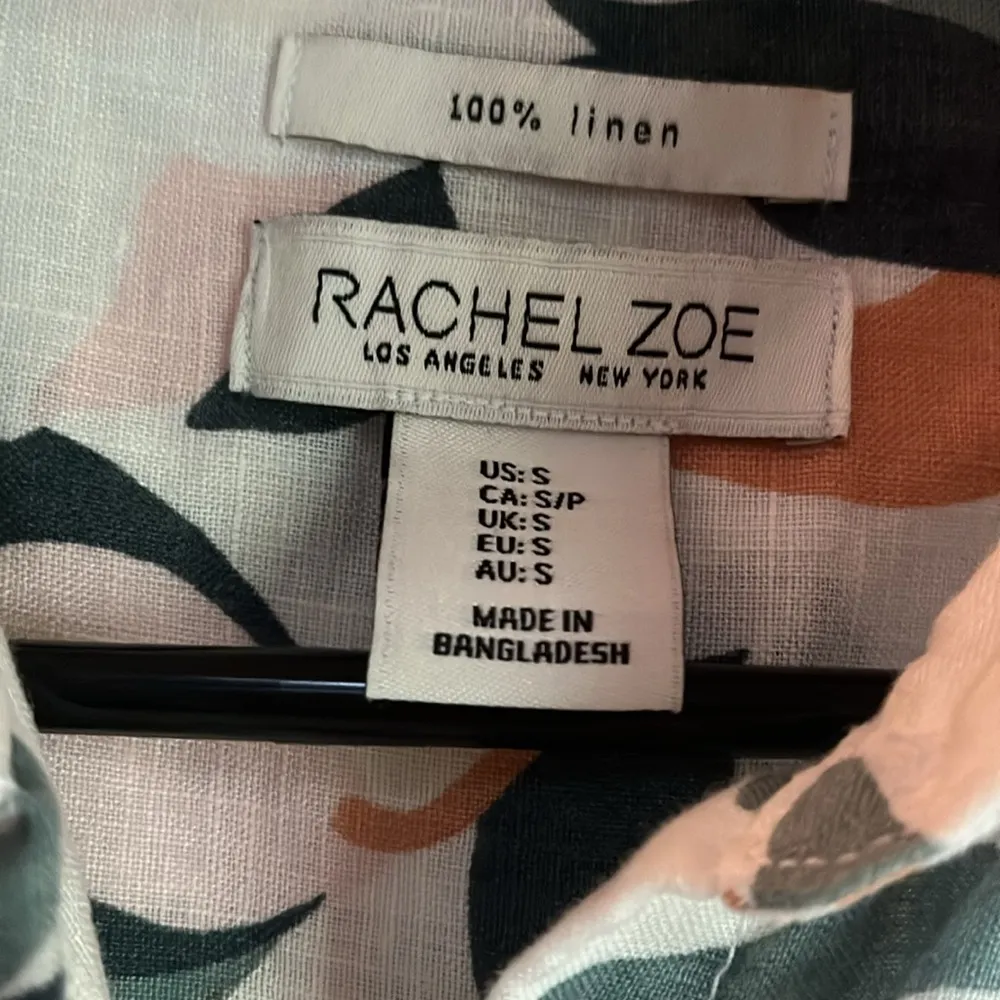 100% linen
RACHEL ZOE
LOS ANGELES NEW YORK
US: S
CA: S/P
UK: S
EU: S
AU: S
MADE IN
BANGLADESH